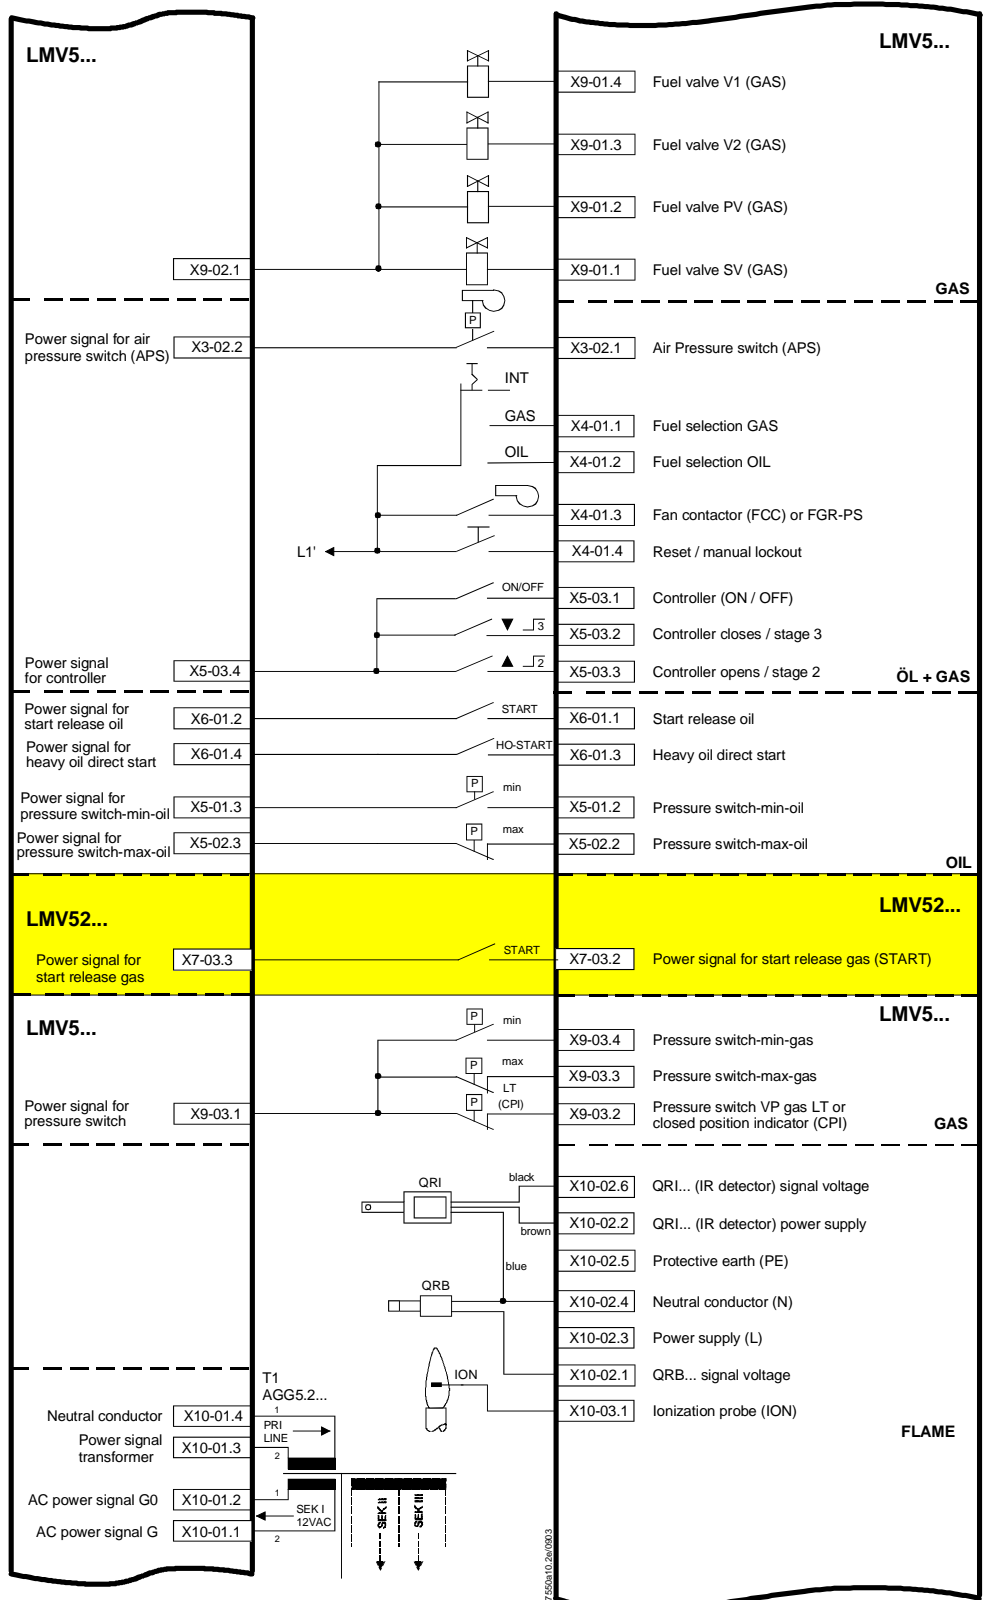 LMV5...
LMV5...
X9-01.4 Fuel valve V1 (GAS)
X9-01.3 Fuel valve V2 (GAS)
X9-01.2 Fuel valve PV (GAS)
X9-02.1
X9-01.1 Fuel valve SV (GAS)
GAS
P
Power signal for air
pressure switch (APS)
X3-02.2
X3-02.1 Air Pressure switch (APS)
INT
GAS
X4-01.1 Fuel selection GAS
OIL
X4-01.2 Fuel selection OIL
X4-01.3 Fan contactor (FCC) or FGR-PS
L1'
X4-01.4 Reset / manual lockout
ON/OFF
X5-03.1 Controller (ON / OFF)
3
X5-03.2 Controller closes / stage 3
Power signal
for controller
X5-03.4
2
X5-03.3 Controller opens / stage 2
ÖL + GAS
Power signal for
start release oil
X6-01.2
START
X6-01.1 Start release oil
Power signal for
heavy oil direct start
X6-01.4
HO-START
X6-01.3 Heavy oil direct start
Power signal for
pressure switch-min-oil
X5-01.3
P
min
X5-01.2 Pressure switch-min-oil
Power signal for
pressure switch-max-oil
X5-02.3
P
max
X5-02.2 Pressure switch-max-oil
OIL
LMV52...
LMV52...
Power signal for
start release gas
X7-03.3
START
X7-03.2 Power signal for start release gas (START)
LMV5...
LMV5...
P
min
X9-03.4 Pressure switch-min-gas
P
max
X9-03.3 Pressure switch-max-gas
Power signal for
pressure switch
X9-03.1
P
LT
(CPI)
X9-03.2 Pressure switch VP gas LT or
closed position indicator (CPI)
GAS
QRI
black
X10-02.6 QRI... (IR detector) signal voltage
brown
X10-02.2 QRI... (IR detector) power supply
blue
X10-02.5 Protective earth (PE)
QRB
X10-02.4 Neutral conductor (N)
X10-02.3 Power supply (L)
X10-02.1 QRB... signal voltage
ION
X10-03.1 Ionization probe (ION)
FLAME
T1
AGG5.2...
Neutral conductor X10-01.4
1
PRI
LINE
Power signal
transformer
X10-01.3
2
AC power signal G0 X10-01.2
1
SEK I
12VAC
AC power signal G X10-01.1
2
SEK II
SEK III
7550a10.2e/0903